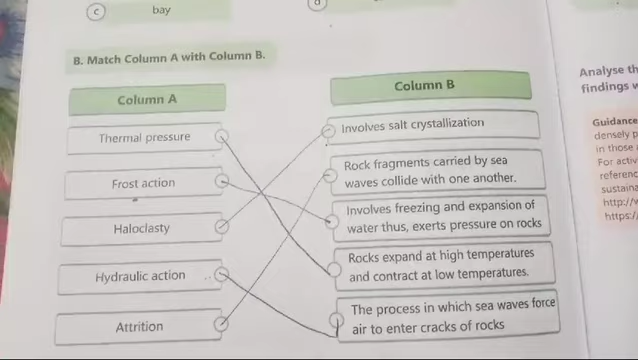 c bay
d
B. Match Column A with Column B.
Column A
Column B
Thermal pressure
Involves salt crystallization
Frost action
Rock fragments carried by sea
waves collide with one another.
Haloclasty
Involves freezing and expansion of
water thus, exerts pressure on rocks
Hydraulic action
Rocks expand at high temperatures
and contract at low temperatures.
Attrition
The process in which sea waves force
air to enter cracks of rocks
Analyse th
findings w
Guidance
densely p
in those
For activ
referenc
sustaina
http://w
https:/